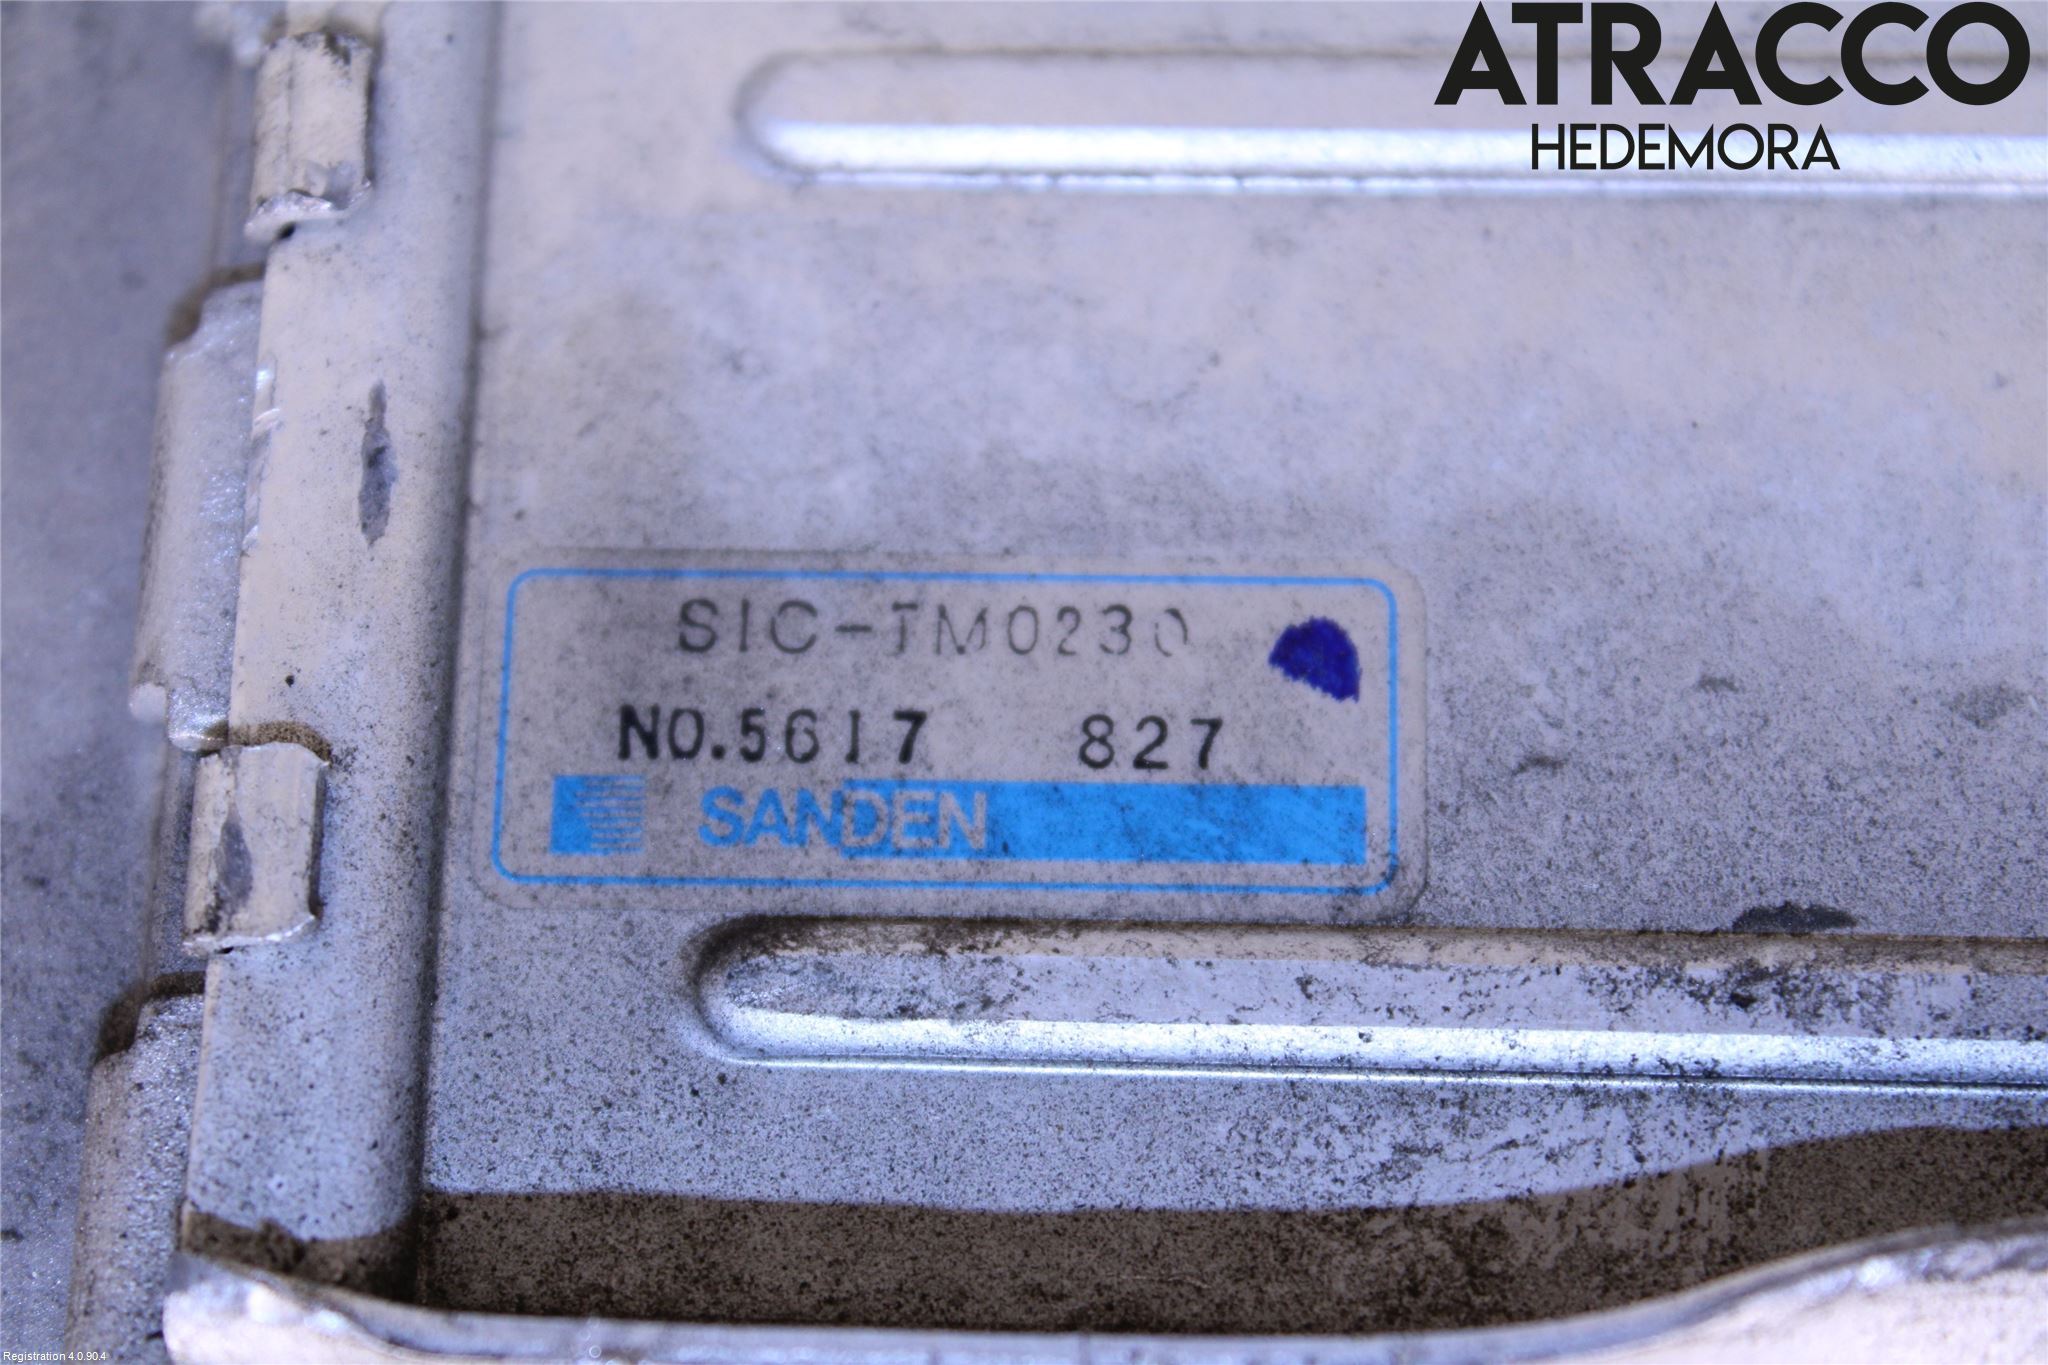 ATRACCO
HEDEMORA
SIC-TM0230
NO.5617 827
SANDEN
Registration 4.0.90.4